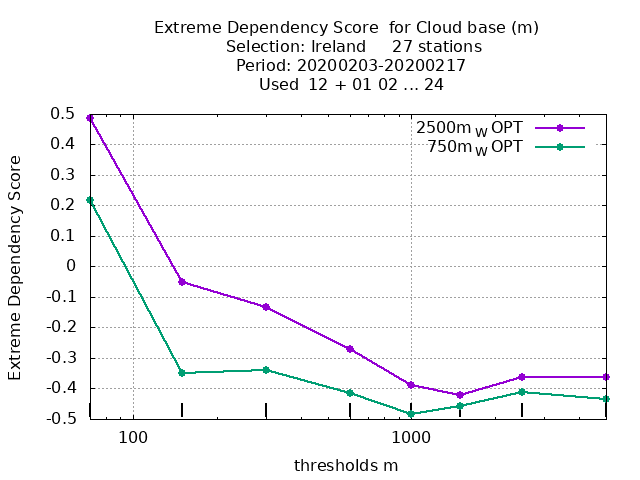 Extreme Dependency Score  for Cloud base (m)
Selection: Ireland     27 stations
Period: 20200203-20200217
Used  12 + 01 02 ... 24
2500m W OPT
750m W OPT
Extreme Dependency Score
0.5
0.4
0.3
0.2
0.1
0
-0.1
-0.2
-0.3
-0.4
-0.5
100
1000
thresholds m